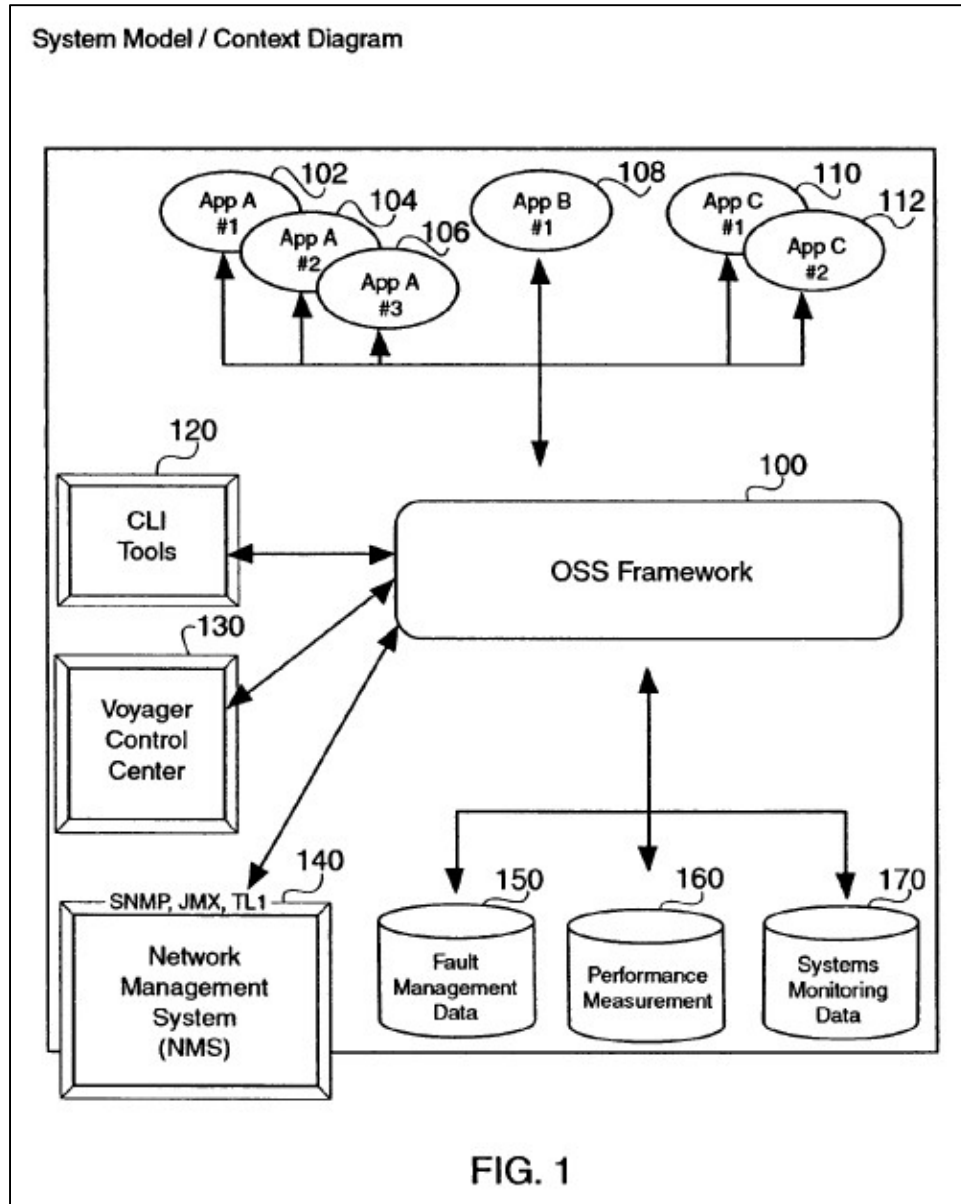 System Model / Context Diagram
102
App A
#1
104
App A
#2
106
App A
#3
108
App B
#1
110
App C
#1
112
App C
#2
120
CLI
Tools
100
OSS Framework
130
Voyager
Control
Center
140
SNMP, JMX, TL1
Network
Management
System
(NMS)
150
Fault
Management
Data
160
Performance
Measurement
170
Systems
Monitoring
Data
FIG. 1